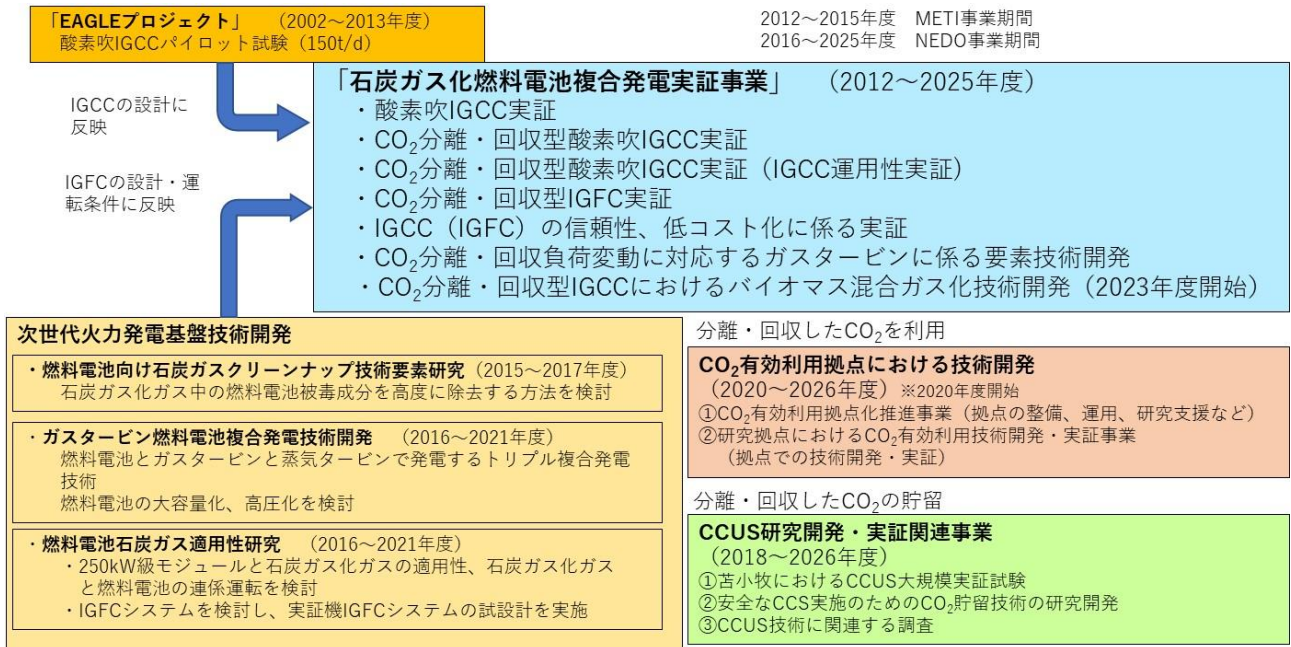 「EAGLEプロジェクト」 (2002~2013年度)
酸素吹IGCCパイロット試験(150t/d)
2012~2015年度 METI事業期間
2016~2025年度 NEDO事業期間
IGCCの設計に
反映
「石炭ガス化燃料電池複合発電実証事業」 (2012~2025年度)
・酸素吹IGCC実証
・CO₂分離・回収型酸素吹IGCC実証
・CO₂分離・回収型酸素吹IGCC実証(IGCC運用性実証)
・CO₂分離・回収型IGFC実証
・IGCC(IGFC)の信頼性、低コスト化に係る実証
・CO₂分離・回収負荷変動に対応するガスタービンに係る要素技術開発
・CO₂分離・回収型IGCCにおけるバイオマス混合ガス化技術開発(2023年度開始)
IGFCの設計・運
転条件に反映
次世代火力発電基盤技術開発
・燃料電池向け石炭ガスクリーンナップ技術要素研究(2015~2017年度)
石炭ガス化ガス中の燃料電池被毒成分を高度に除去する方法を検討
・ガスタービン燃料電池複合発電技術開発 (2016~2021年度)
燃料電池とガスタービンと蒸気タービンで発電するトリプル複合発電
技術
燃料電池の大容量化、高圧化を検討
・燃料電池石炭ガス適用性研究 (2016~2021年度)
・250kW級モジュールと石炭ガス化ガスの適用性、石炭ガス化ガス
と燃料電池の連係運転を検討
・IGFCシステムを検討し、実証機IGFCシステムの試設計を実施
分離・回収したCO₂を利用
CO₂有効利用拠点における技術開発
(2020~2026年度)※2020年度開始
①CO₂有効利用拠点化推進事業(拠点の整備、運用、研究支援など)
②研究拠点におけるCO₂有効利用技術開発・実証事業
(拠点での技術開発・実証)
分離・回収したCO₂の貯留
CCUS研究開発・実証関連事業
(2018~2026年度)
①苫小牧におけるCCUS大規模実証試験
②安全なCCS実施のためのCO₂貯留技術の研究開発
③CCUS技術に関連する調査